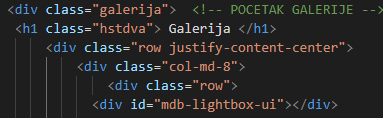 <div class="galerija"> <!-- POCETAK GALERIJE -->
<h1 class="hstdva"> Galerija </h1>
<div class="row justify-content-center">
<div class="col-md-8">
<div class="row">
<div id="mdb-lightbox-ui"></div>